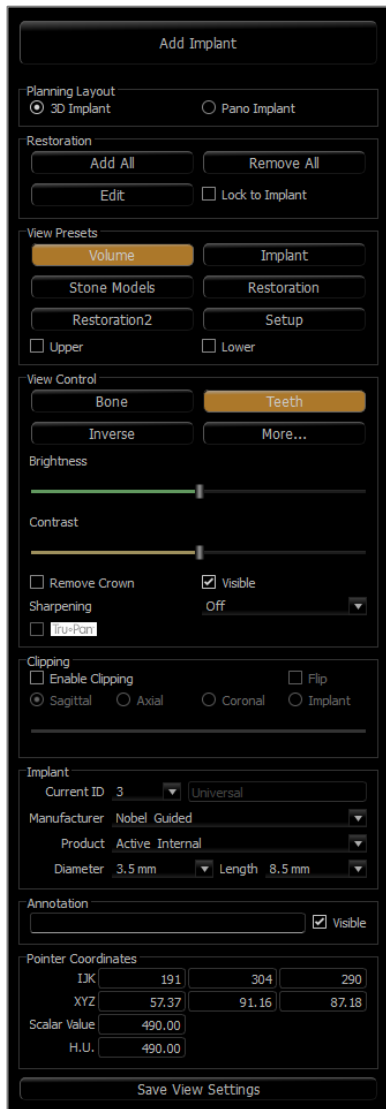 Add Implant
Planning Layout
3D Implant Pano Implant
Restoration
Add All Remove All
Edit Lock to Implant
View Presets
Volume Implant
Stone Models Restoration
Restoration2 Setup
Upper Lower
View Control
Bone Teeth
Inverse More...
Brightness
Contrast
Remove Crown Visible
Sharpening Off
Tru-Pan
Clipping
Enable Clipping Flip
Sagittal Axial Coronal Implant
Implant
Current ID 3 Universal
Manufacturer Nobel Guided
Product Active Internal
Diameter 3.5 mm Length 8.5 mm
Annotation
Visible
Pointer Coordinates
IJK 191 304 290
XYZ 57.37 91.16 87.18
Scalar Value 490.00
H.U. 490.00
Save View Settings